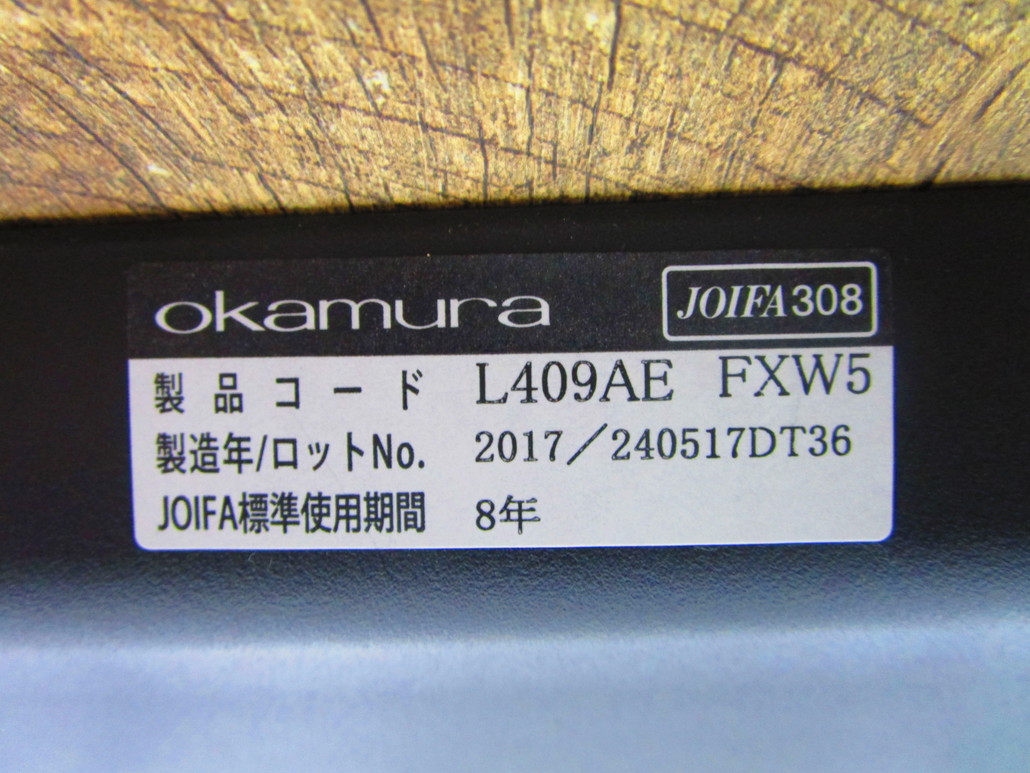 okamura JOIFA308
製品コード L409AE FXW5
製造年/ロットNo. 2017／240517DT36
JOIFA標準使用期間 8年